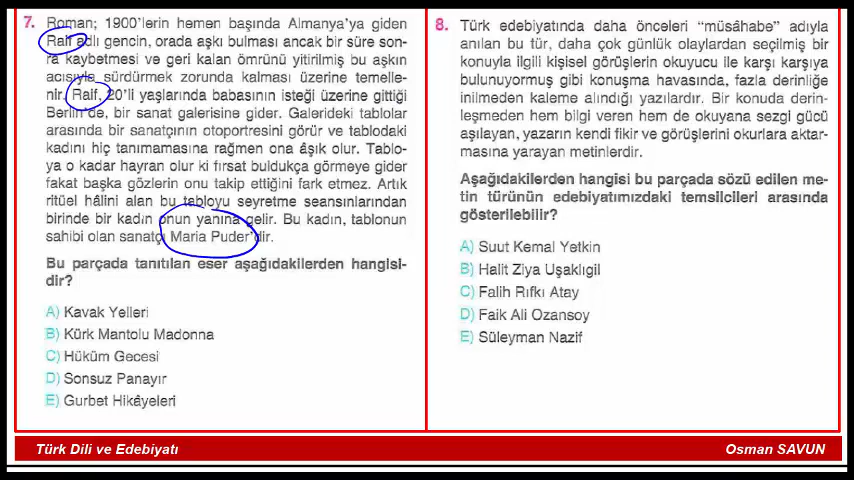 7. Roman; 1900'lerin hemen başında Almanya'ya giden
Raif adlı gencin, orada aşkı bulması ancak bir süre son-
ra kaybetmesi ve geri kalan ömrünü yitirilmiş bu aşkın
acısıyla sürdürmek zorunda kalması üzerine temelle-
nir. Raif, 20'li yaşlarında babasının isteği üzerine gittiği
Berlin'de, bir sanat galerisine gider. Galerideki tablolar
arasında bir sanatçının otoportresini görür ve tablodaki
kadını hiç tanımamasına rağmen ona âşık olur. Tablo-
ya o kadar hayran olur ki fırsat buldukça görmeye gider
fakat başka gözlerin onu takip ettiğini fark etmez. Artık
ritüel hâlini alan bu tabloyu seyretme seanslarından
birinde bir kadın onun yanına gelir. Bu kadın, tablonun
sahibi olan sanatçı Maria Puder'dir.
Bu parçada tanıtılan eser aşağıdakilerden hangisi-
dir?
A) Kavak Yelleri
B) Kürk Mantolu Madonna
C) Hüküm Gecesi
D) Sonsuz Panayır
E) Gurbet Hikâyeleri
8. Türk edebiyatında daha önceleri "müsâhabe" adıyla
anılan bu tür, daha çok günlük olaylardan seçilmiş bir
konuyla ilgili kişisel görüşlerin okuyucu ile karşı karşıya
bulunuyormuş gibi konuşma havasında, fazla derinliğe
inilmeden kaleme alındığı yazılardır. Bir konuda derin-
leşmeden hem bilgi veren hem de okuyana sezgi gücü
aşılayan, yazarın kendi fikir ve görüşlerini okurlara aktar-
masına yarayan metinlerdir.
Aşağıdakilerden hangisi bu parçada sözü edilen me-
tin türünün edebiyatımızdaki temsilcileri arasında
gösterilebilir?
A) Suut Kemal Yetkin
B) Halit Ziya Uşaklıgil
C) Falih Rıfkı Atay
D) Faik Ali Ozansoy
E) Süleyman Nazif
Türk Dili ve Edebiyatı
Osman SAVUN